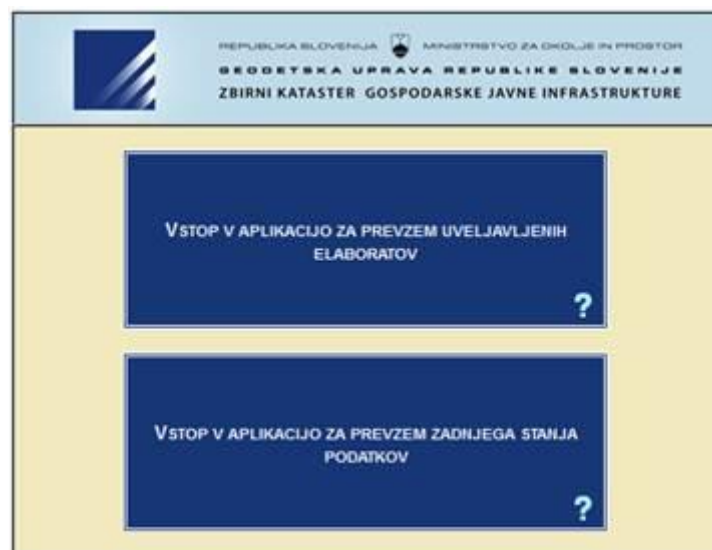 REPUBLIKA SLOVENIJA MINISTRSTVO ZA OKOLJE IN PROSTOR
GEODETSKA UPRAVA REPUBLIKE SLOVENIJE
ZBIRNI KATASTER GOSPODARSKE JAVNE INFRASTRUKTURE
VSTOP V APLIKACIJO ZA PREVZEM UVELJAVLJENIH
ELABORATOV
?
VSTOP V APLIKACIJO ZA PREVZEM ZADNJEGA STANJA
PODATKOV
?